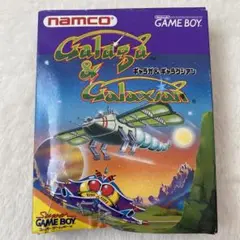 namco
Nintendo
GAME BOY
Galaga
&
Galaxian
ギャラガ&ギャラクシアン
Super
GAME BOY